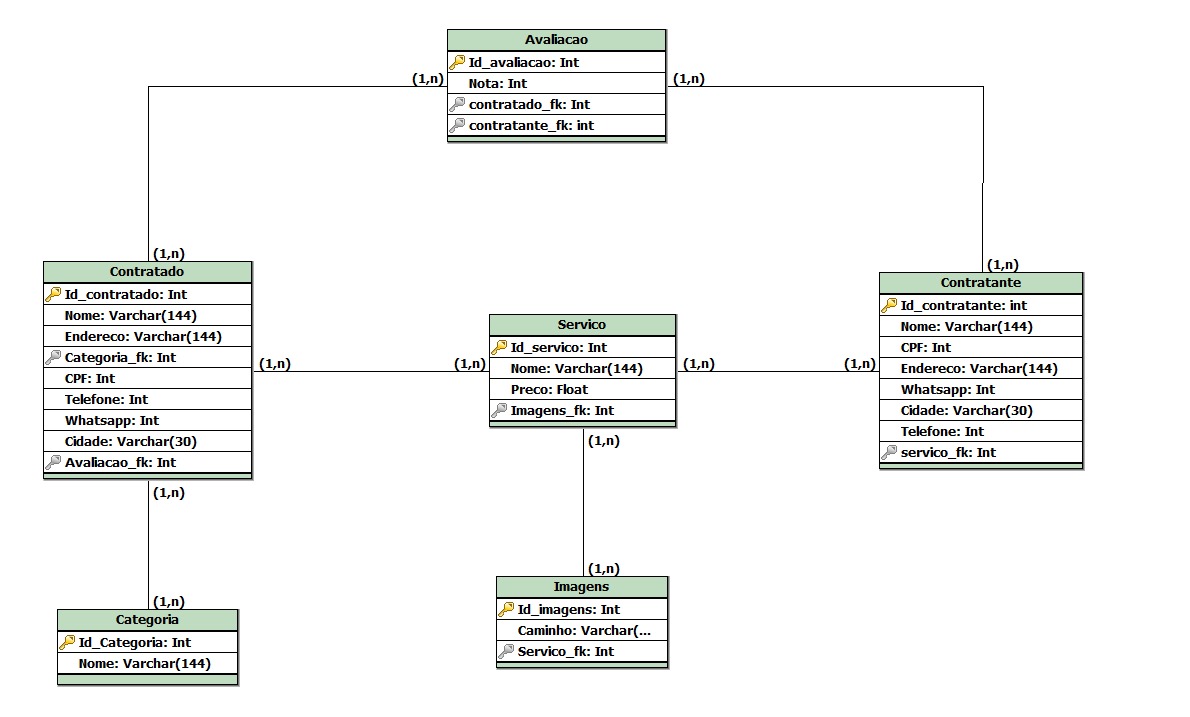 Avaliacao
Id_avaliacao: Int
Nota: Int
contratado_fk: Int
contratante_fk: int
(1,n)
(1,n)
(1,n)
(1,n)
Contratado
Id_contratado: Int
Nome: Varchar(144)
Endereco: Varchar(144)
Categoria_fk: Int
CPF: Int
Telefone: Int
Whatsapp: Int
Cidade: Varchar(30)
Avaliacao_fk: Int
(1,n)
(1,n)
Servico
Id_servico: Int
Nome: Varchar(144)
Preco: Float
Imagens_fk: Int
(1,n)
(1,n)
Contratante
Id_contratante: int
Nome: Varchar(144)
CPF: Int
Endereco: Varchar(144)
Whatsapp: Int
Cidade: Varchar(30)
Telefone: Int
servico_fk: Int
(1,n)
(1,n)
Categoria
Id_Categoria: Int
Nome: Varchar(144)
(1,n)
(1,n)
Imagens
Id_imagens: Int
Caminho: Varchar(...
Servico_fk: Int